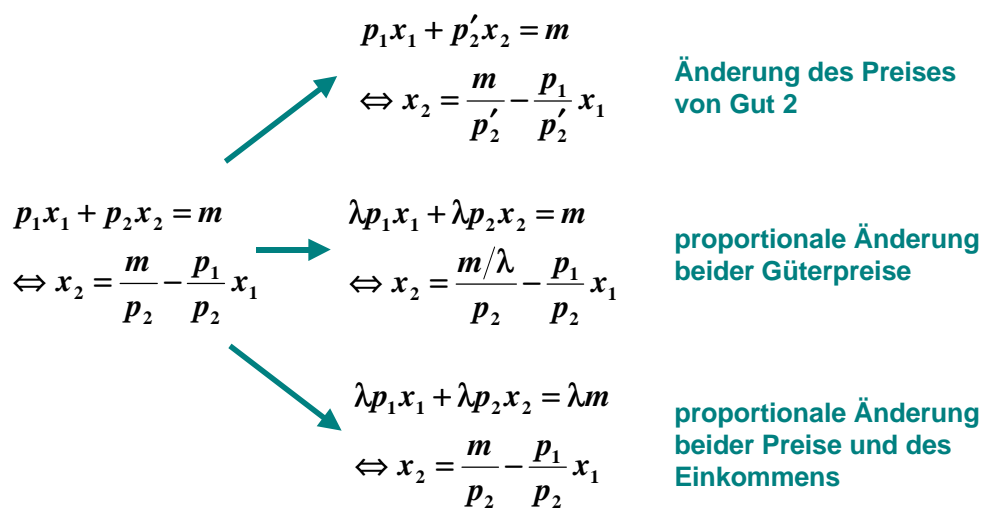 p₁x₁ + p₂′x₂ = m
⇔ x₂ = m/p₂′ − p₁/p₂′ x₁
Änderung des Preises
von Gut 2
p₁x₁ + p₂x₂ = m
⇔ x₂ = m/p₂ − p₁/p₂ x₁
λp₁x₁ + λp₂x₂ = m
⇔ x₂ = (m/λ)/p₂ − p₁/p₂ x₁
proportionale Änderung
beider Güterpreise
λp₁x₁ + λp₂x₂ = λm
⇔ x₂ = m/p₂ − p₁/p₂ x₁
proportionale Änderung
beider Preise und des
Einkommens